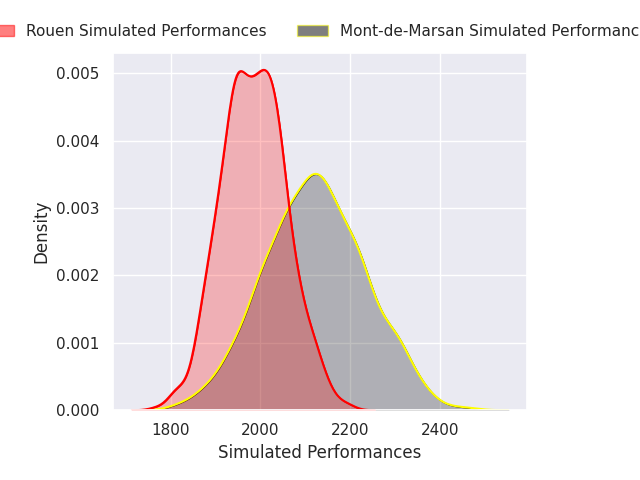 Rouen Simulated Performances
Mont-de-Marsan Simulated Performanc
0.005
0.004
0.003
0.002
0.001
0.000
Density
1800 2000 2200 2400
Simulated Performances